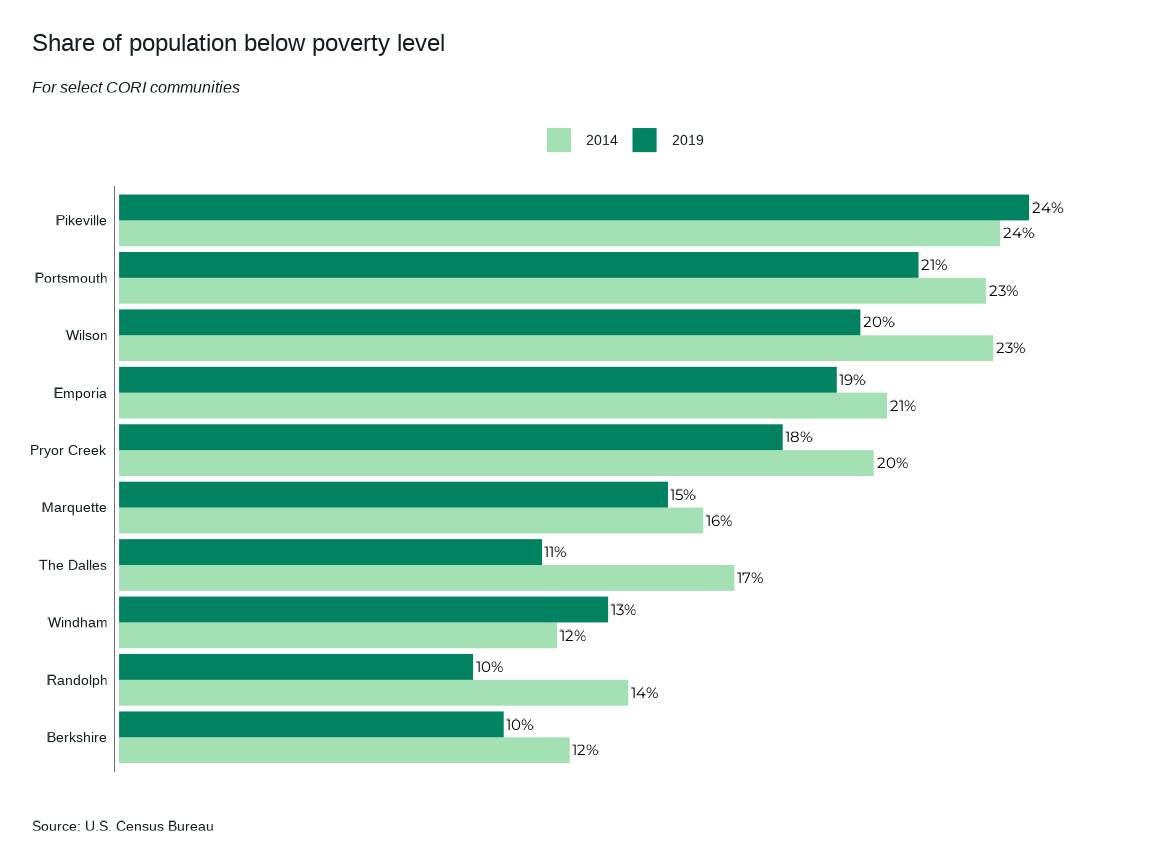 Share of population below poverty level
For select CORI communities
2014 2019
Pikeville 24%
24%
Portsmouth 21%
23%
Wilson 20%
23%
Emporia 19%
21%
Pryor Creek 18%
20%
Marquette 15%
16%
The Dalles 11%
17%
Windham 13%
12%
Randolph 10%
14%
Berkshire 10%
12%
Source: U.S. Census Bureau